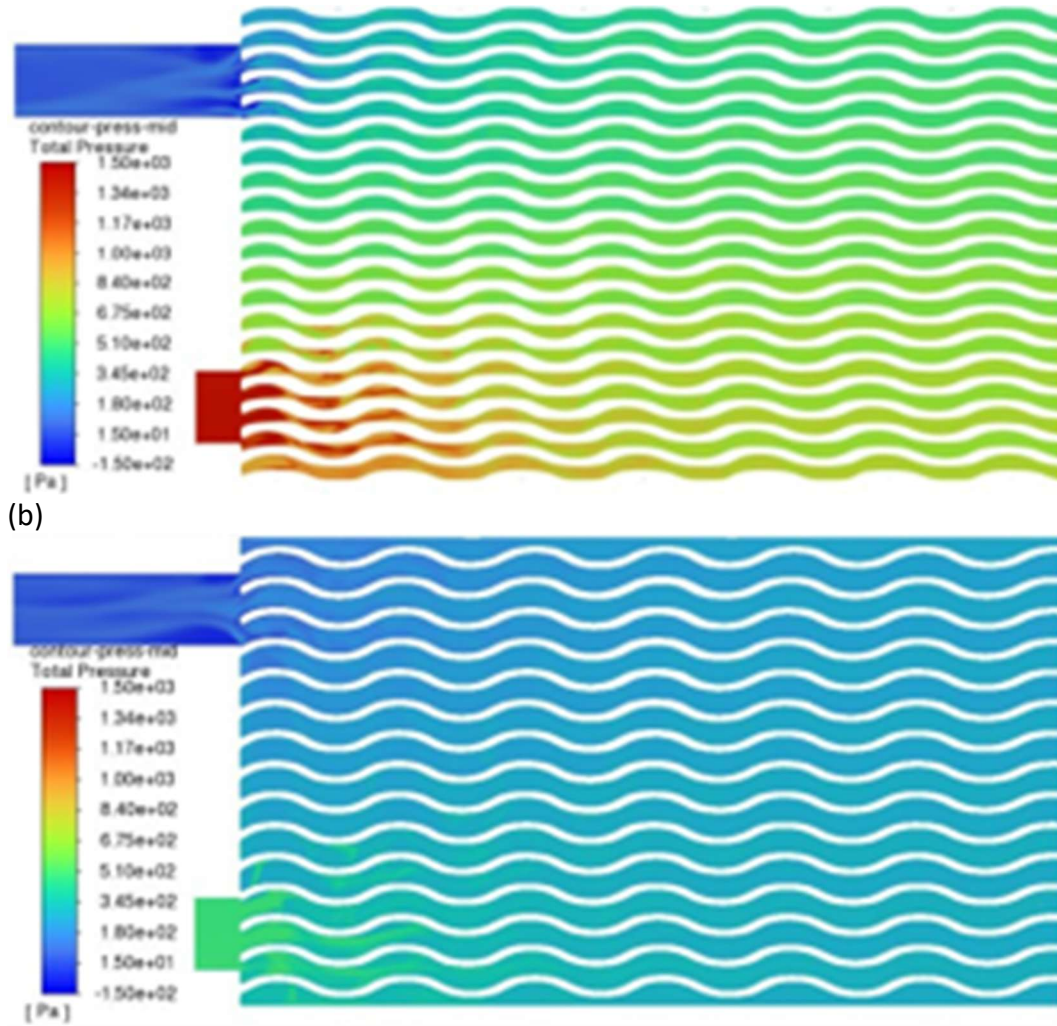 contour-press-mid
Total Pressure
1.50e+03
1.34e+03
1.17e+03
1.00e+03
8.40e+02
6.75e+02
5.10e+02
3.45e+02
1.80e+02
1.50e+01
-1.50e+02
[ Pa ]
(b)
contour-press-mid
Total Pressure
1.50e+03
1.34e+03
1.17e+03
1.00e+03
8.40e+02
6.75e+02
5.10e+02
3.45e+02
1.80e+02
1.50e+01
-1.50e+02
[ Pa ]